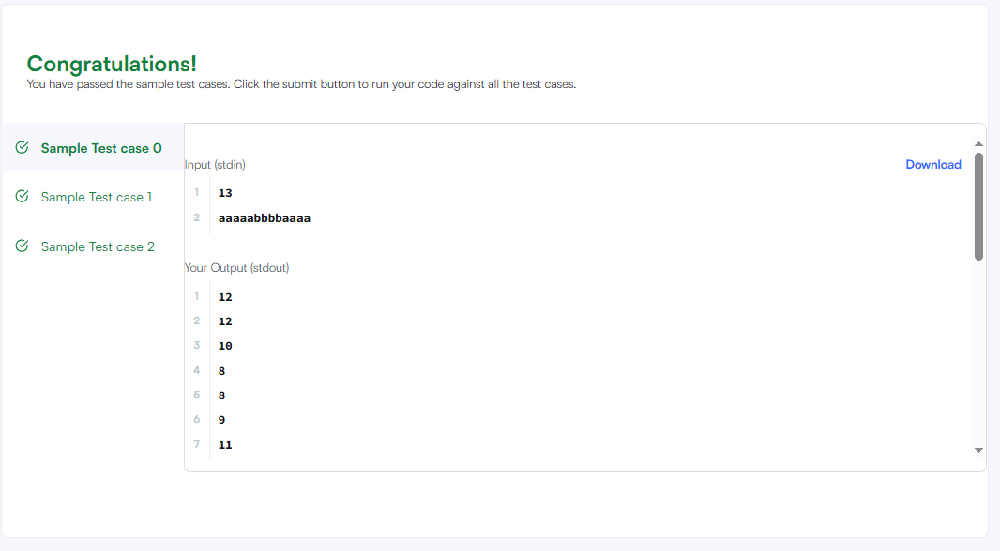 Congratulations!
You have passed the sample test cases. Click the submit button to run your code against all the test cases.
Sample Test case 0
Sample Test case 1
Sample Test case 2
Input (stdin)
Download
1 13
2 aaaaabbbbaaaa
Your Output (stdout)
1 12
2 12
3 10
4 8
5 8
6 9
7 11